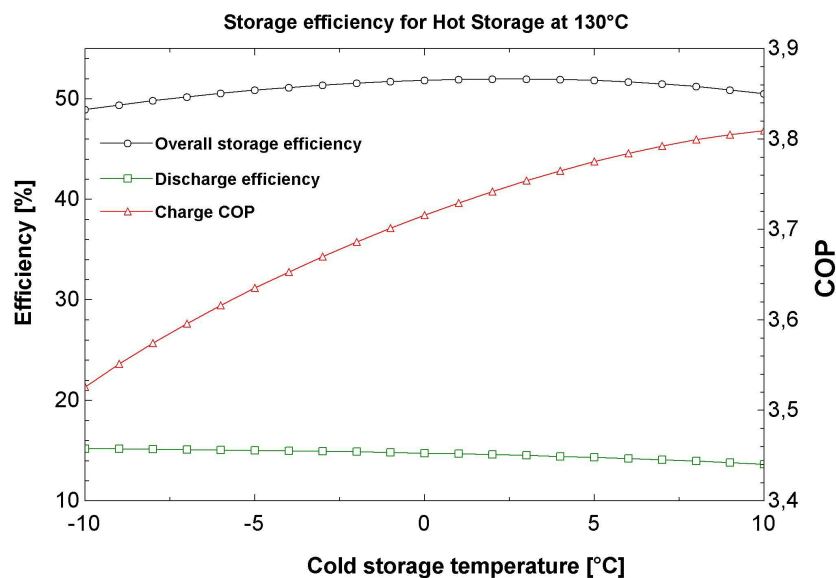 Storage efficiency for Hot Storage at 130°C
Efficiency [%]
50
40
30
20
10
Overall storage efficiency
Discharge efficiency
Charge COP
3,9
3,8
3,7
3,6
3,5
3,4
COP
-10
-5
0
5
10
Cold storage temperature [°C]